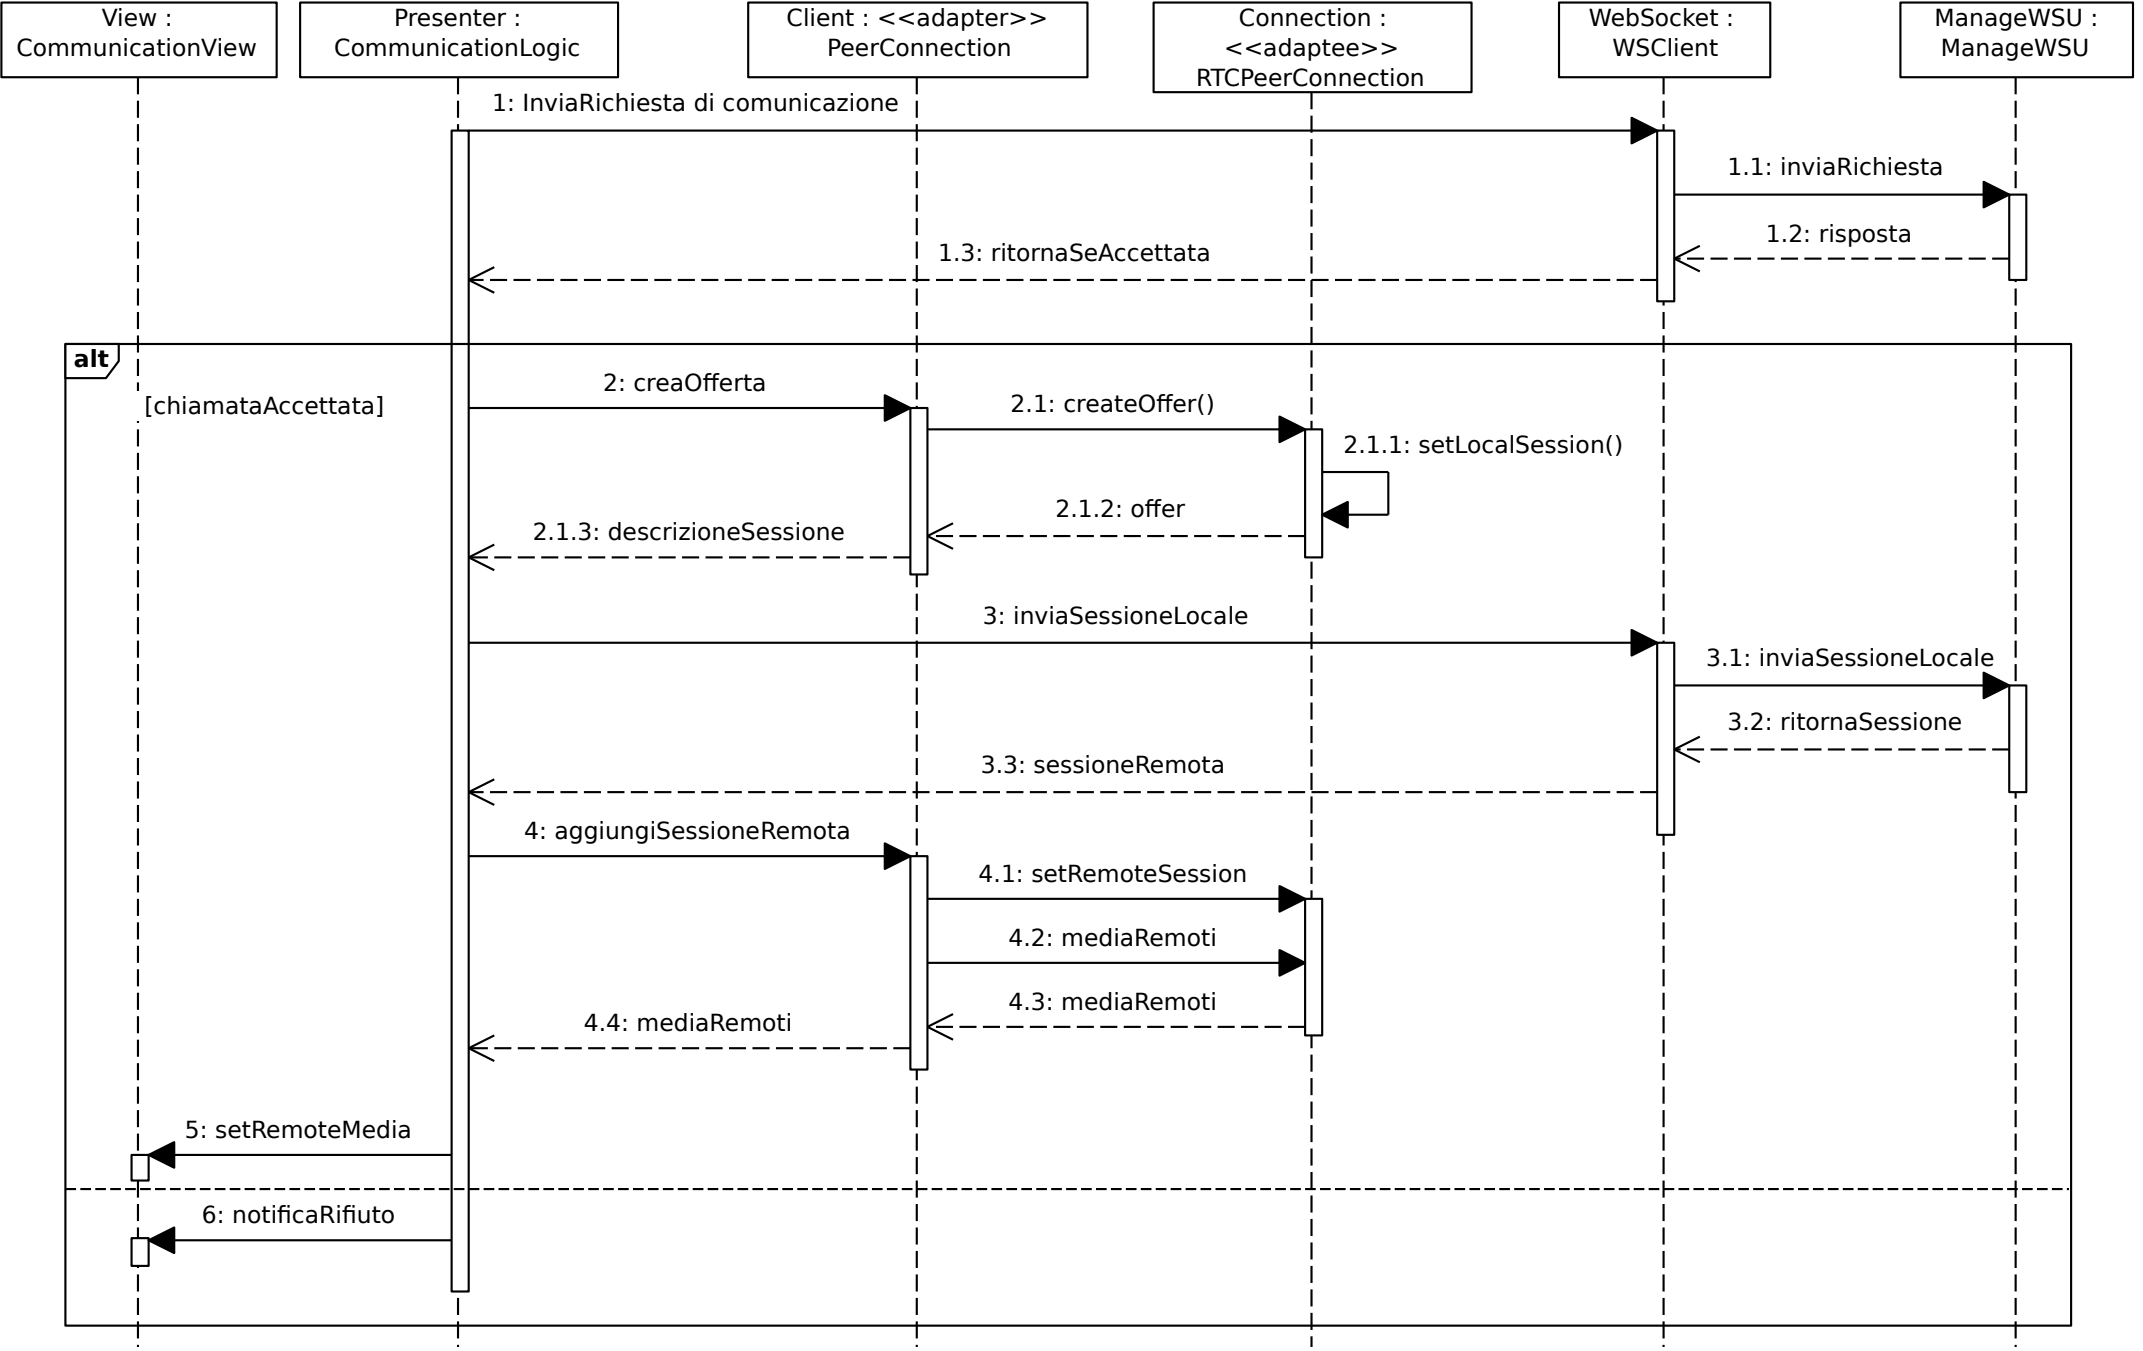 View :
CommunicationView
Presenter :
CommunicationLogic
Client : <<adapter>>
PeerConnection
Connection :
<<adaptee>>
RTCPeerConnection
WebSocket :
WSClient
ManageWSU :
ManageWSU
1: InviaRichiesta di comunicazione
1.1: inviaRichiesta
1.2: risposta
1.3: ritornaSeAccettata
alt
[chiamataAccettata]
2: creaOfferta
2.1: createOffer()
2.1.1: setLocalSession()
2.1.2: offer
2.1.3: descrizioneSessione
3: inviaSessioneLocale
3.1: inviaSessioneLocale
3.2: ritornaSessione
3.3: sessioneRemota
4: aggiungiSessioneRemota
4.1: setRemoteSession
4.2: mediaRemoti
4.3: mediaRemoti
4.4: mediaRemoti
5: setRemoteMedia
6: notificaRifiuto